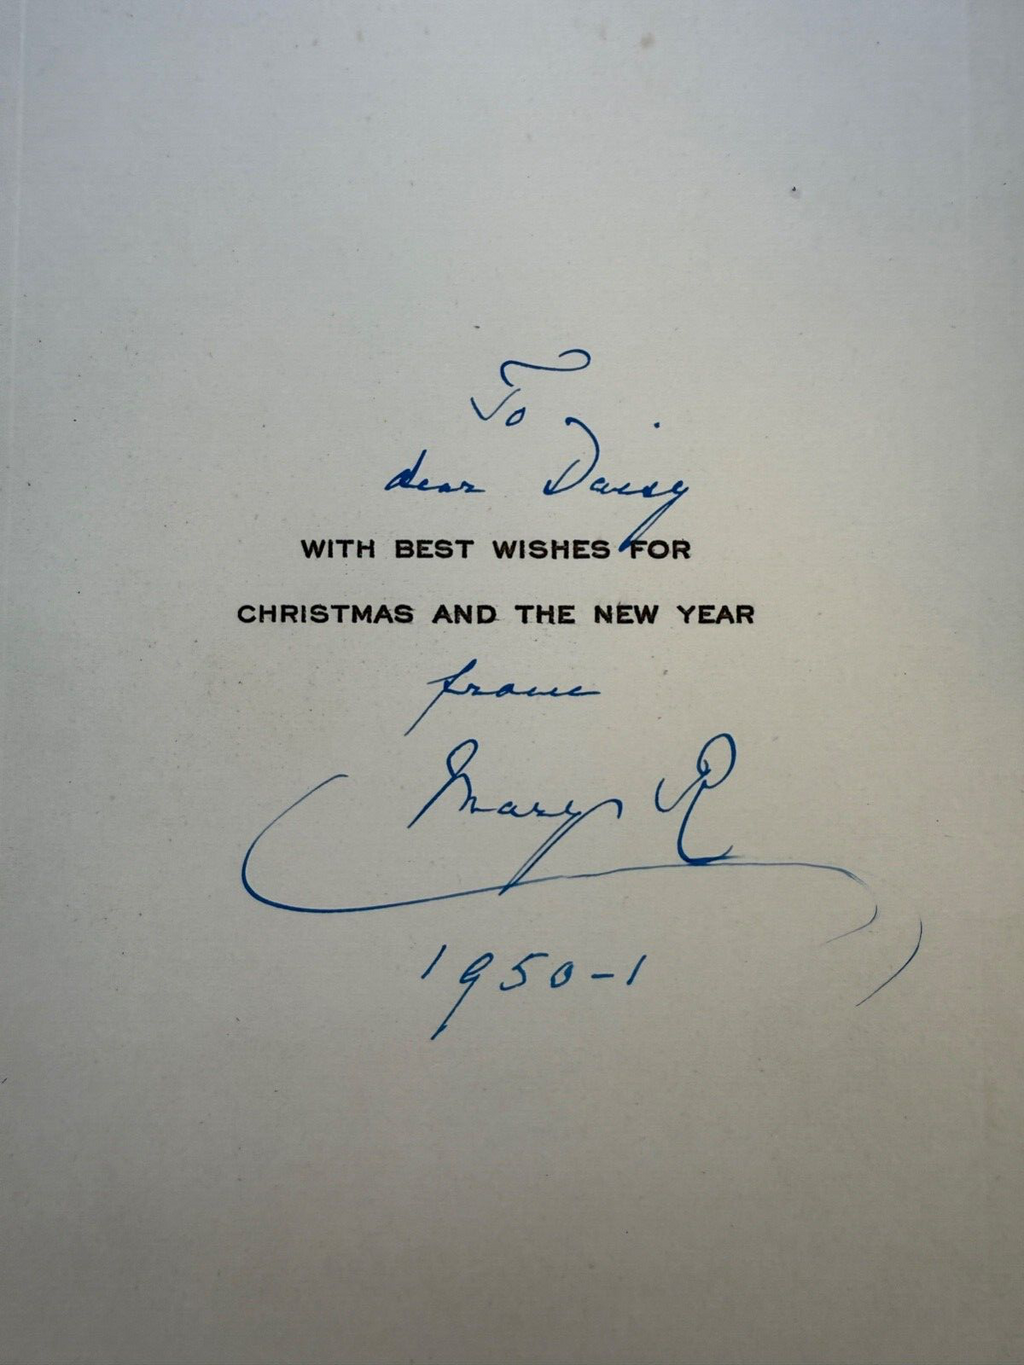 To
dear Daisy
WITH BEST WISHES FOR
CHRISTMAS AND THE NEW YEAR
from
Mary R
1950-1